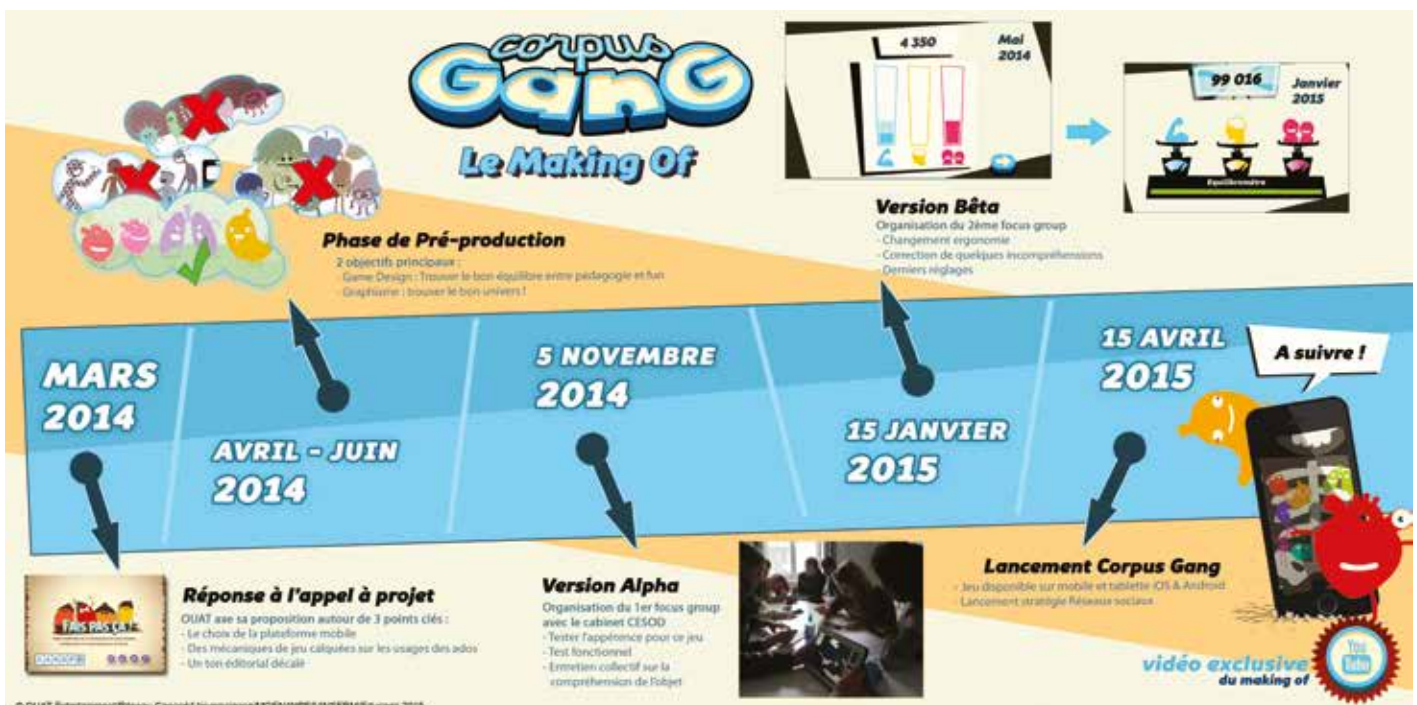 corpus
GanG
Le Making Of
4 350
Mai
2014
99 016
Janvier
2015
Equilibromètre
Phase de Pré-production
2 objectifs principaux :
- Game Design : Trouver le bon équilibre entre pédagogie et fun
- Graphisme : trouver le bon univers !
Version Bêta
Organisation du 2ème focus group
- Changement ergonomie
- Correction de quelques incompréhensions
- Derniers réglages
MARS
2014
AVRIL - JUIN
2014
5 NOVEMBRE
2014
15 JANVIER
2015
15 AVRIL
2015
A suivre !
FAIS PAS ÇA
Réponse à l'appel à projet
OUAT axe sa proposition autour de 3 points clés :
- Le choix de la plateforme mobile
- Des mécaniques de jeu calquées sur les usages des ados
- Un ton éditorial décalé
Version Alpha
Organisation du 1er focus group
avec le cabinet CESOD
- Tester l'appétence pour ce jeu
- Test fonctionnel
- Entretien collectif sur la
compréhension de l'objet
Lancement Corpus Gang
- Jeu disponible sur mobile et tablette iOS & Android
- Lancement stratégie Réseaux sociaux
vidéo exclusive
du making of
You
Tube